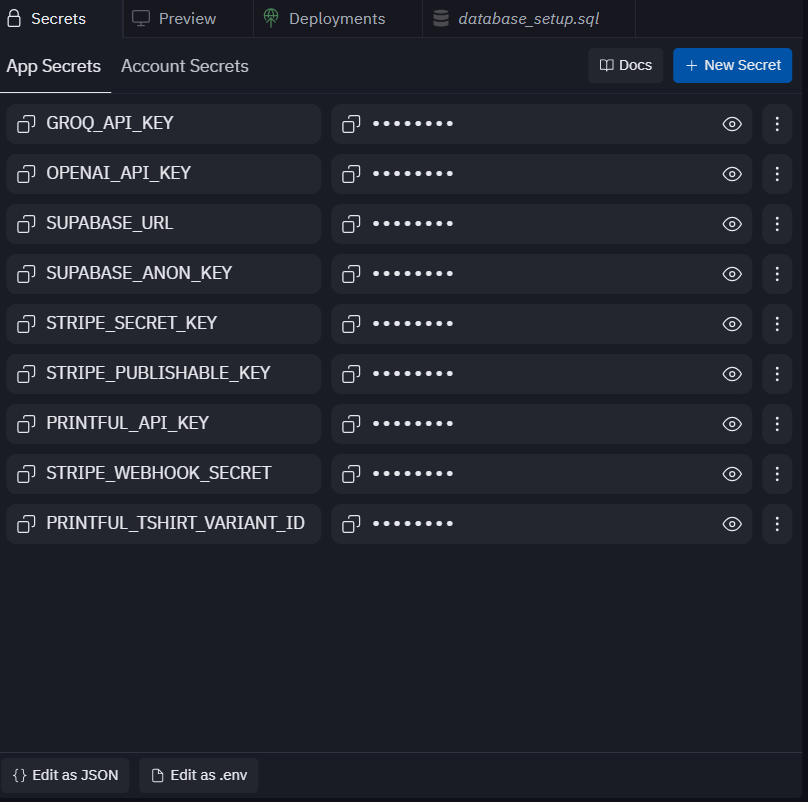 Secrets Preview Deployments database_setup.sql
App Secrets Account Secrets Docs + New Secret
GROQ_API_KEY ••••••••
OPENAI_API_KEY ••••••••
SUPABASE_URL ••••••••
SUPABASE_ANON_KEY ••••••••
STRIPE_SECRET_KEY ••••••••
STRIPE_PUBLISHABLE_KEY ••••••••
PRINTFUL_API_KEY ••••••••
STRIPE_WEBHOOK_SECRET ••••••••
PRINTFUL_TSHIRT_VARIANT_ID ••••••••
{} Edit as JSON Edit as .env